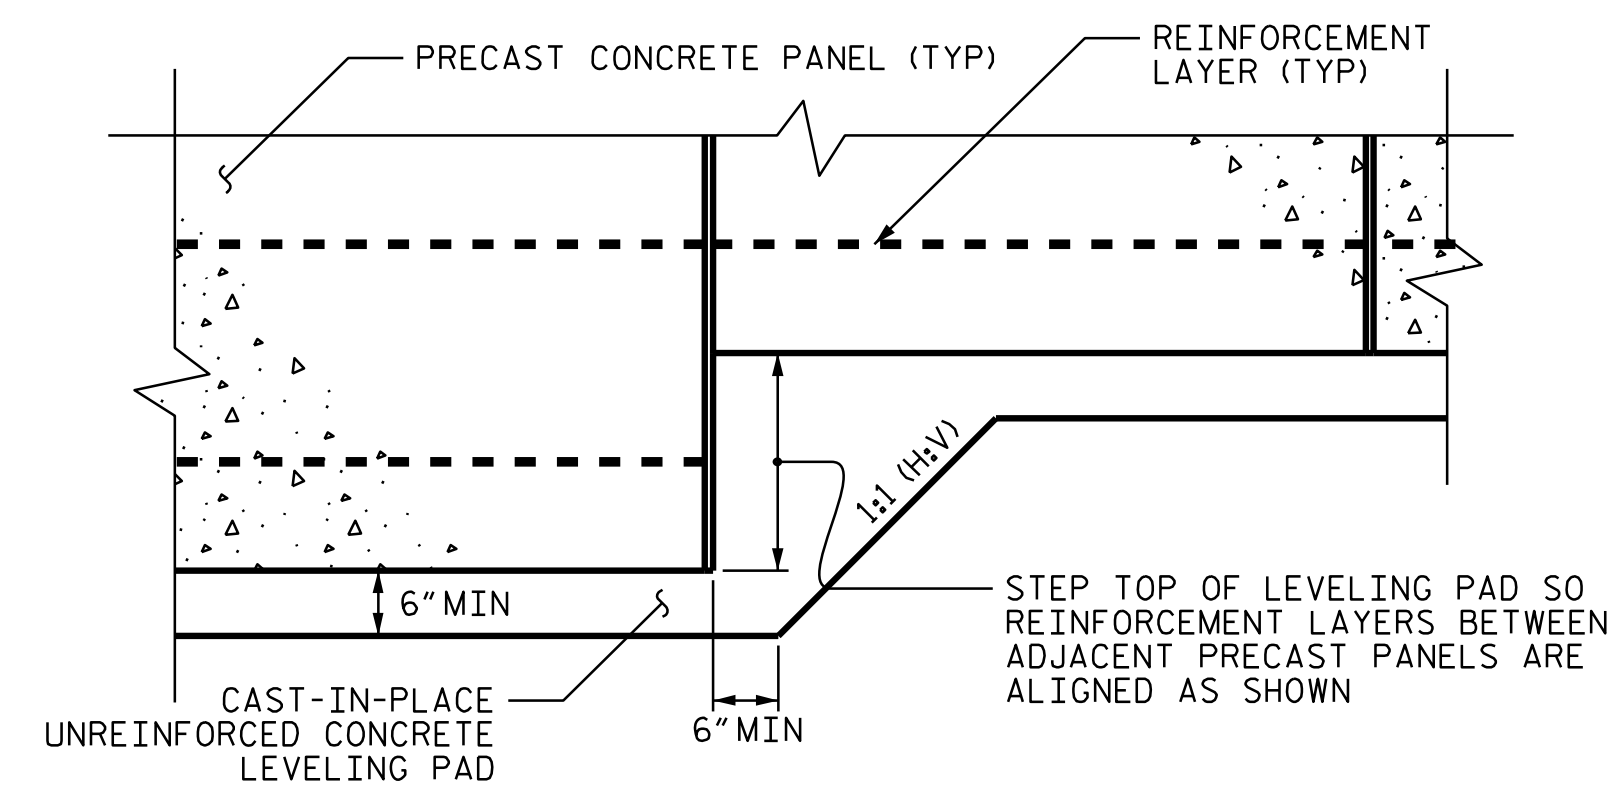 PRECAST CONCRETE PANEL (TYP)
REINFORCEMENT
LAYER (TYP)
1:1 (H:V)
6" MIN
STEP TOP OF LEVELING PAD SO
REINFORCEMENT LAYERS BETWEEN
ADJACENT PRECAST PANELS ARE
ALIGNED AS SHOWN
CAST-IN-PLACE
UNREINFORCED CONCRETE
LEVELING PAD
6" MIN